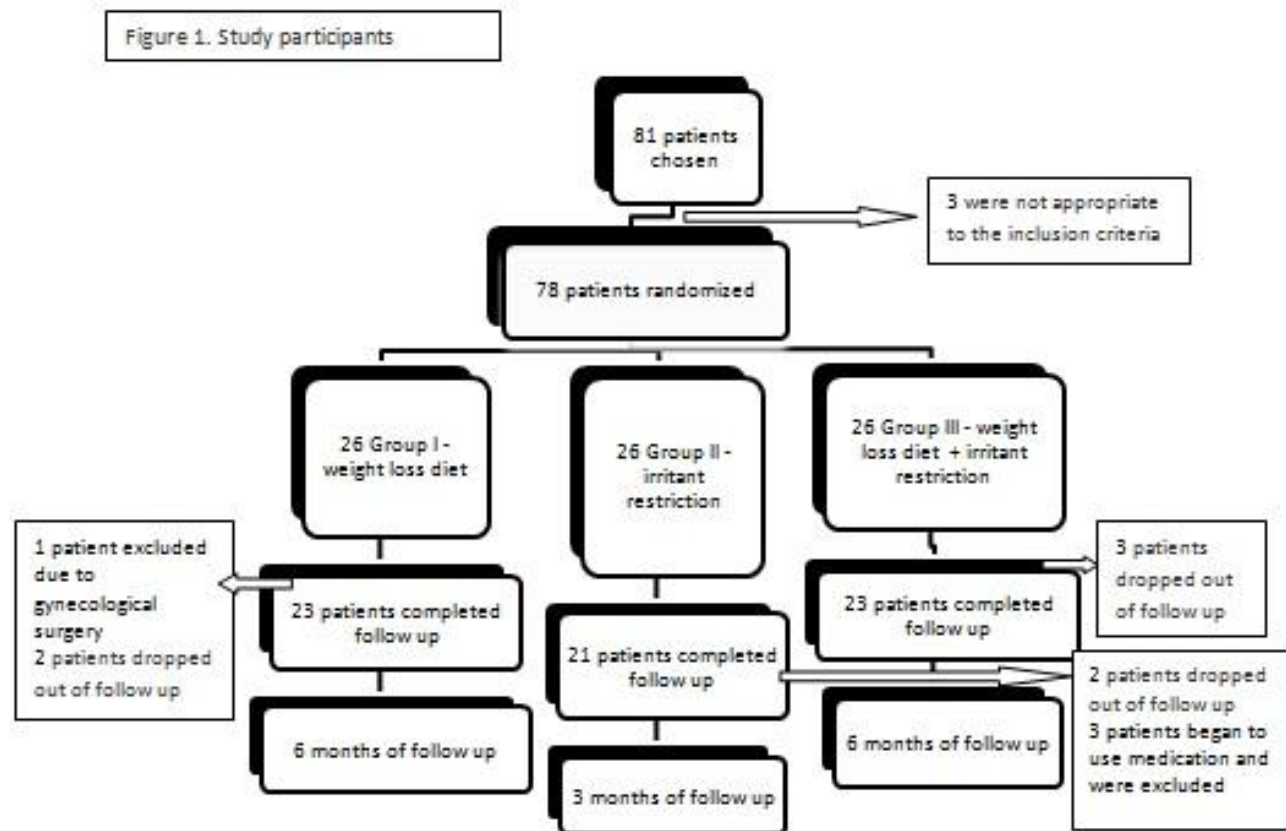 Figure 1. Study participants
81 patients
chosen
3 were not appropriate
to the inclusion criteria
78 patients randomized
26 Group I -
weight loss diet
26 Group II -
irritant
restriction
26 Group III - weight
loss diet + irritant
restriction
1 patient excluded
due to
gynecological
surgery
2 patients dropped
out of follow up
23 patients completed
follow up
21 patients completed
follow up
23 patients completed
follow up
3 patients
dropped out
of follow up
2 patients dropped
out of follow up
3 patients began to
use medication and
were excluded
6 months of follow up
3 months of follow up
6 months of follow up